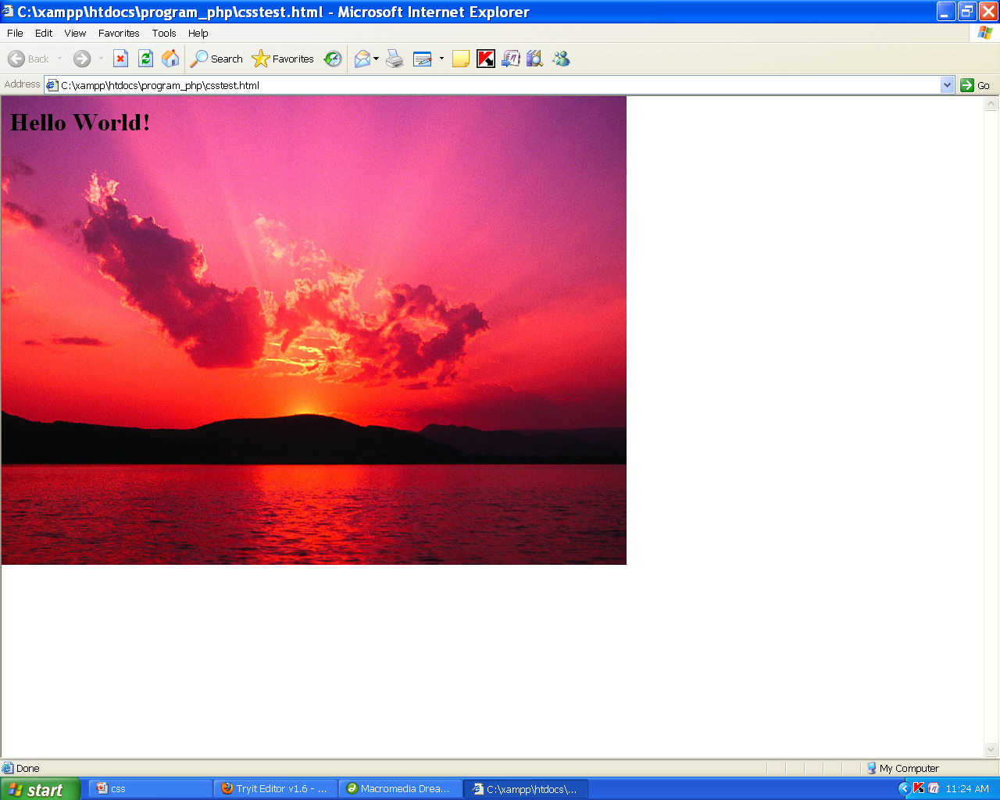 C:\xampp\htdocs\program_php\csstest.html - Microsoft Internet Explorer
File Edit View Favorites Tools Help
Back Search Favorites
Address C:\xampp\htdocs\program_php\csstest.html Go
Hello World!
Done My Computer
start css Tryit Editor v1.6 - ... Macromedia Drea... C:\xampp\htdocs\... 11:24 AM